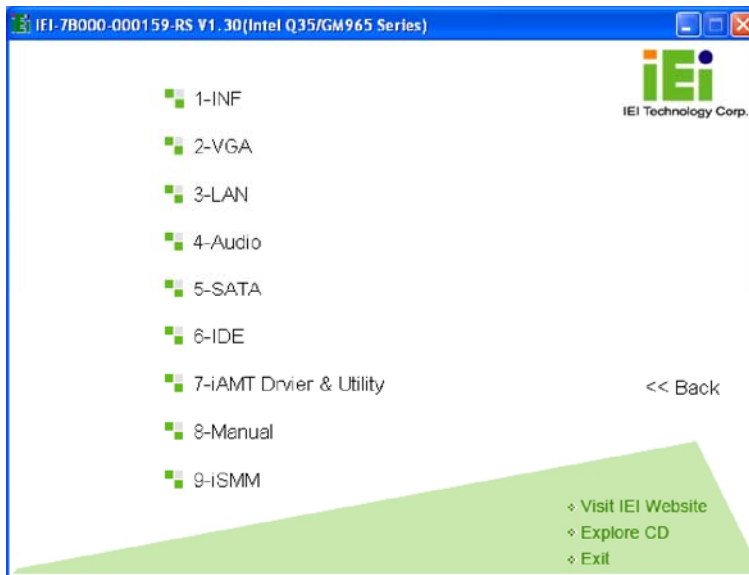 IEI-7B000-000159-RS V1.30(Intel Q35/GM965 Series)
iEi
IEI Technology Corp.
1-INF
2-VGA
3-LAN
4-Audio
5-SATA
6-IDE
7-iAMT Drvier & Utility
<< Back
8-Manual
9-iSMM
Visit IEI Website
Explore CD
Exit